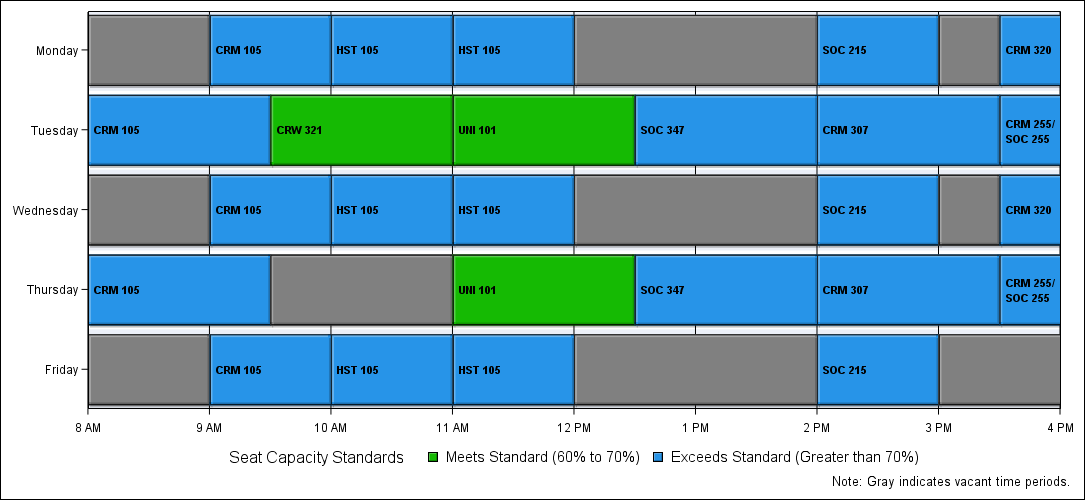 Monday
CRM 105
HST 105
HST 105
SOC 215
CRM 320
Tuesday
CRM 105
CRW 321
UNI 101
SOC 347
CRM 307
CRM 255/
SOC 255
Wednesday
CRM 105
HST 105
HST 105
SOC 215
CRM 320
Thursday
CRM 105
UNI 101
SOC 347
CRM 307
CRM 255/
SOC 255
Friday
CRM 105
HST 105
HST 105
SOC 215
8 AM
9 AM
10 AM
11 AM
12 PM
1 PM
2 PM
3 PM
4 PM
Seat Capacity Standards
Meets Standard (60% to 70%)
Exceeds Standard (Greater than 70%)
Note: Gray indicates vacant time periods.